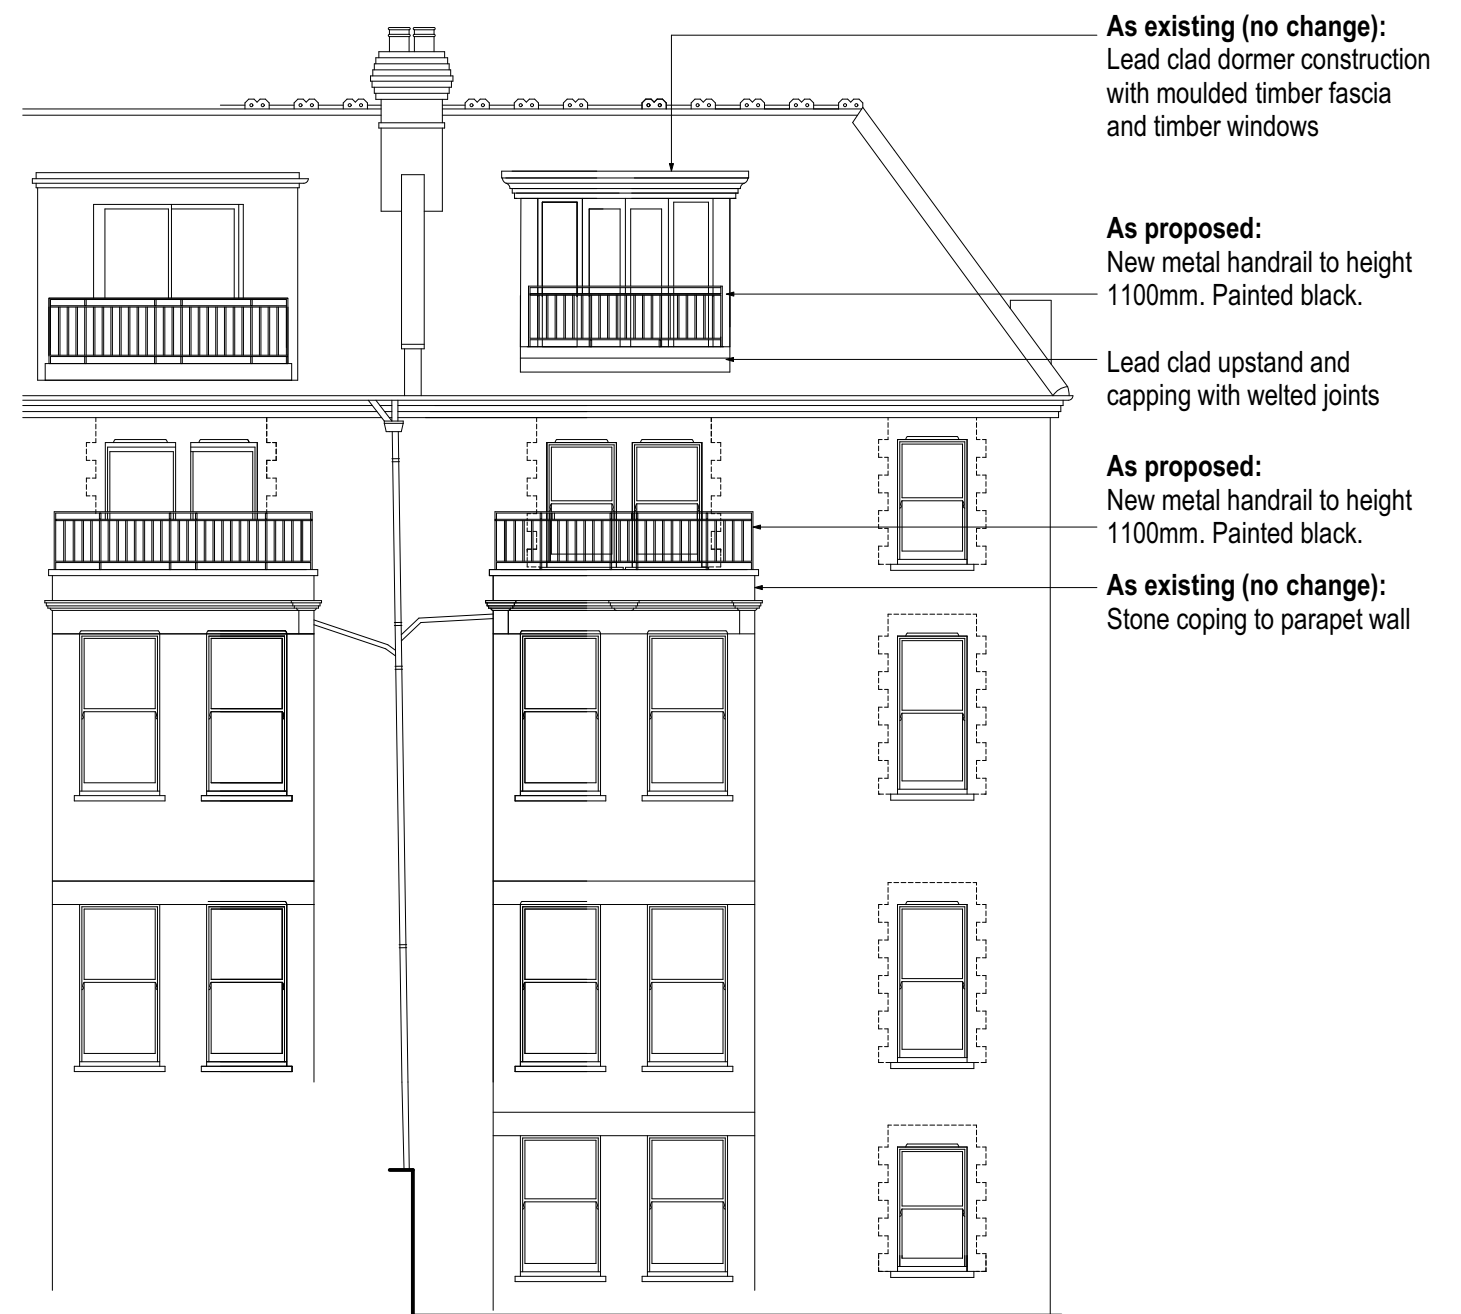 As existing (no change):
Lead clad dormer construction
with moulded timber fascia
and timber windows
As proposed:
New metal handrail to height
1100mm. Painted black.
Lead clad upstand and
capping with welted joints
As proposed:
New metal handrail to height
1100mm. Painted black.
As existing (no change):
Stone coping to parapet wall